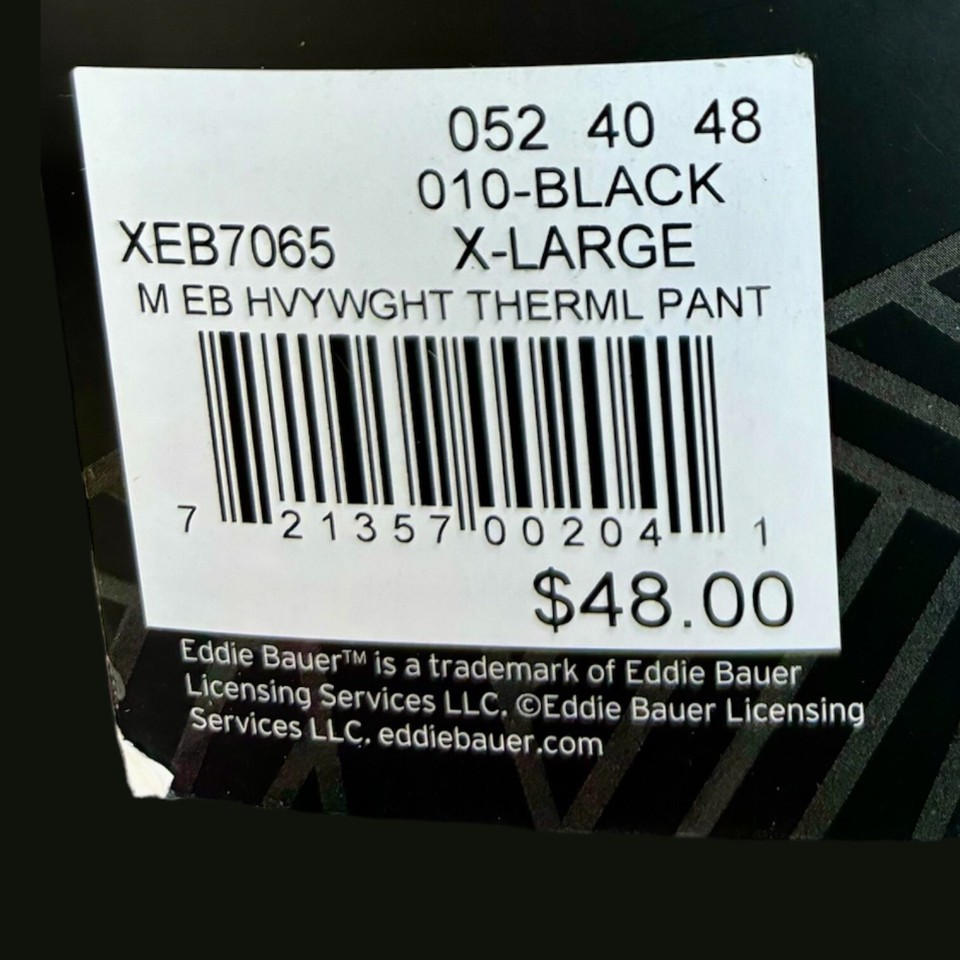 052 40 48
010-BLACK
XEB7065 X-LARGE
M EB HVYWGHT THERML PANT
7 21357 00204 1
$48.00
Eddie Bauer™ is a trademark of Eddie Bauer
Licensing Services LLC. ©Eddie Bauer Licensing
Services LLC. eddiebauer.com